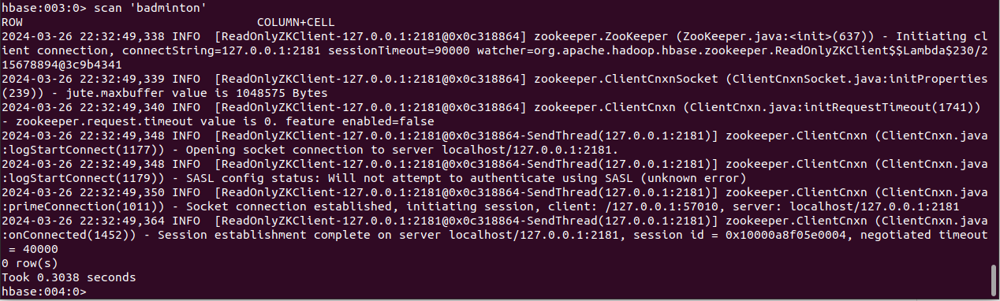 hbase:003:0> scan 'badminton'
ROW                                    COLUMN+CELL
2024-03-26 22:32:49,338 INFO  [ReadOnlyZKClient-127.0.0.1:2181@0x0c318864] zookeeper.ZooKeeper (ZooKeeper.java:<init>(637)) - Initiating cl
ient connection, connectString=127.0.0.1:2181 sessionTimeout=90000 watcher=org.apache.hadoop.hbase.zookeeper.ReadOnlyZKClient$$Lambda$230/2
15678894@3c9b4341
2024-03-26 22:32:49,339 INFO  [ReadOnlyZKClient-127.0.0.1:2181@0x0c318864] zookeeper.ClientCnxnSocket (ClientCnxnSocket.java:initProperties
(239)) - jute.maxbuffer value is 1048575 Bytes
2024-03-26 22:32:49,340 INFO  [ReadOnlyZKClient-127.0.0.1:2181@0x0c318864] zookeeper.ClientCnxn (ClientCnxn.java:initRequestTimeout(1741))
- zookeeper.request.timeout value is 0. feature enabled=false
2024-03-26 22:32:49,348 INFO  [ReadOnlyZKClient-127.0.0.1:2181@0x0c318864-SendThread(127.0.0.1:2181)] zookeeper.ClientCnxn (ClientCnxn.java
:logStartConnect(1177)) - Opening socket connection to server localhost/127.0.0.1:2181.
2024-03-26 22:32:49,348 INFO  [ReadOnlyZKClient-127.0.0.1:2181@0x0c318864-SendThread(127.0.0.1:2181)] zookeeper.ClientCnxn (ClientCnxn.java
:logStartConnect(1179)) - SASL config status: Will not attempt to authenticate using SASL (unknown error)
2024-03-26 22:32:49,350 INFO  [ReadOnlyZKClient-127.0.0.1:2181@0x0c318864-SendThread(127.0.0.1:2181)] zookeeper.ClientCnxn (ClientCnxn.java
:primeConnection(1011)) - Socket connection established, initiating session, client: /127.0.0.1:57010, server: localhost/127.0.0.1:2181
2024-03-26 22:32:49,364 INFO  [ReadOnlyZKClient-127.0.0.1:2181@0x0c318864-SendThread(127.0.0.1:2181)] zookeeper.ClientCnxn (ClientCnxn.java
:onConnected(1452)) - Session establishment complete on server localhost/127.0.0.1:2181, session id = 0x10000a8f05e0004, negotiated timeout
 = 40000
0 row(s)
Took 0.3038 seconds
hbase:004:0>